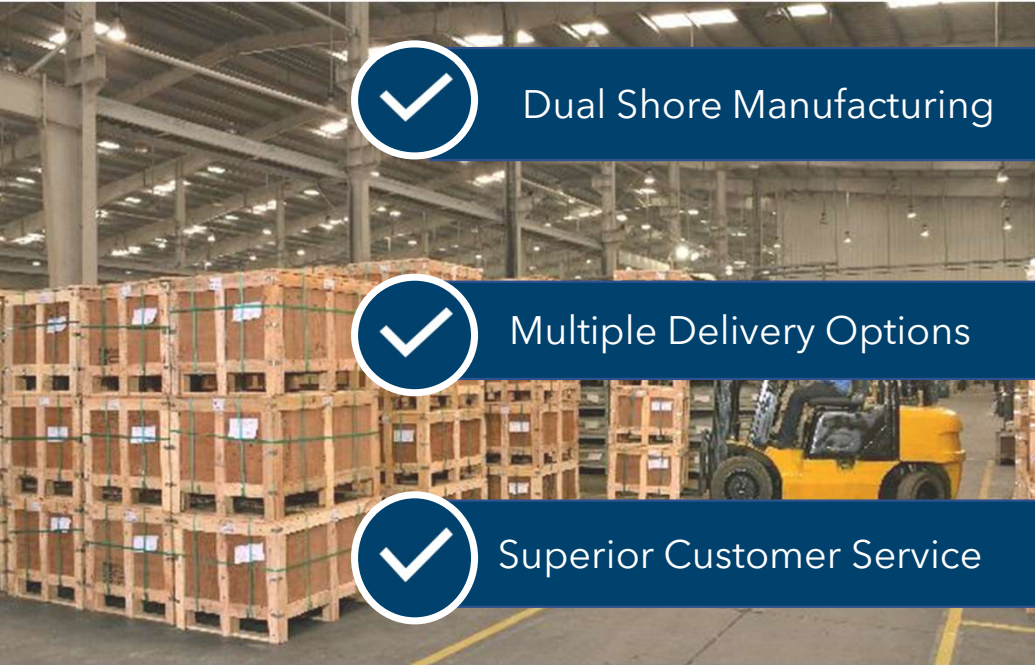 Dual Shore Manufacturing
Multiple Delivery Options
Superior Customer Service